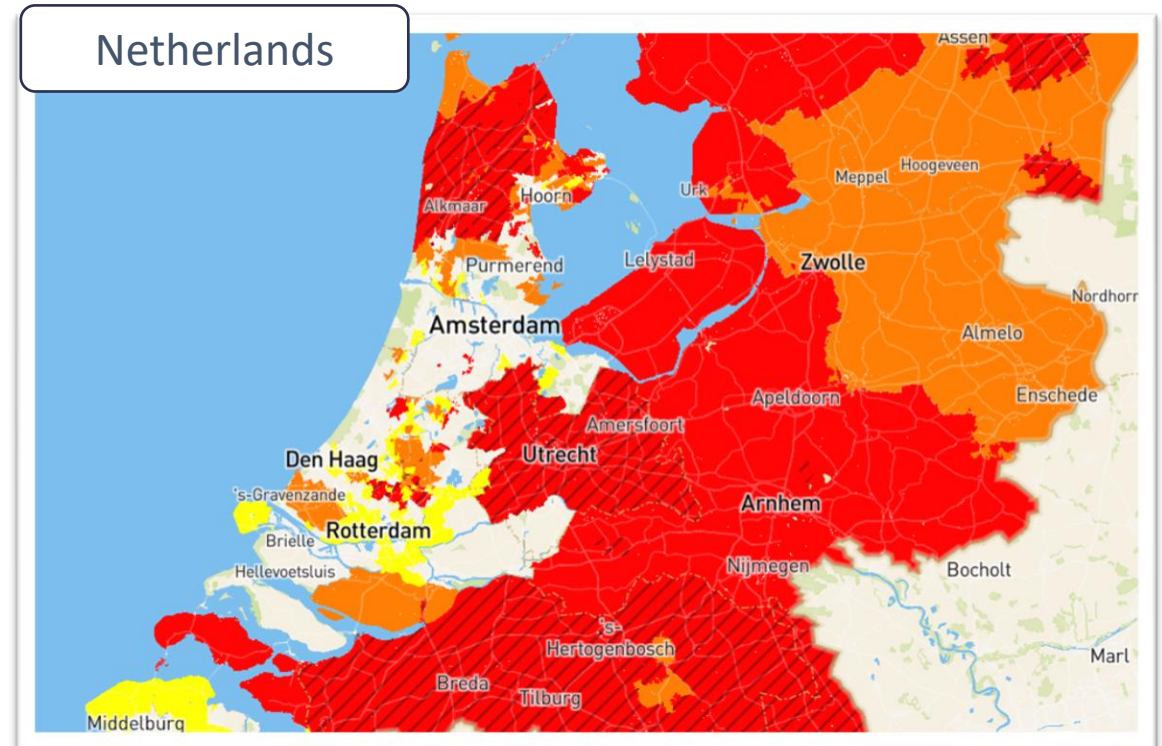 Netherlands
Assen
Hoogeveen
Meppel
Urk
Hoorn
Alkmaar
Lelystad
Purmerend
Zwolle
Nordhorr
Amsterdam
Almelo
Apeldoorn
Enschede
Amersfoort
Utrecht
Den Haag
's-Gravenzande
Arnhem
Rotterdam
Brielle
Nijmegen
Bocholt
Hellevoetsluis
's-
Hertogenbosch
Marl
Breda
Tilburg
Middelburg